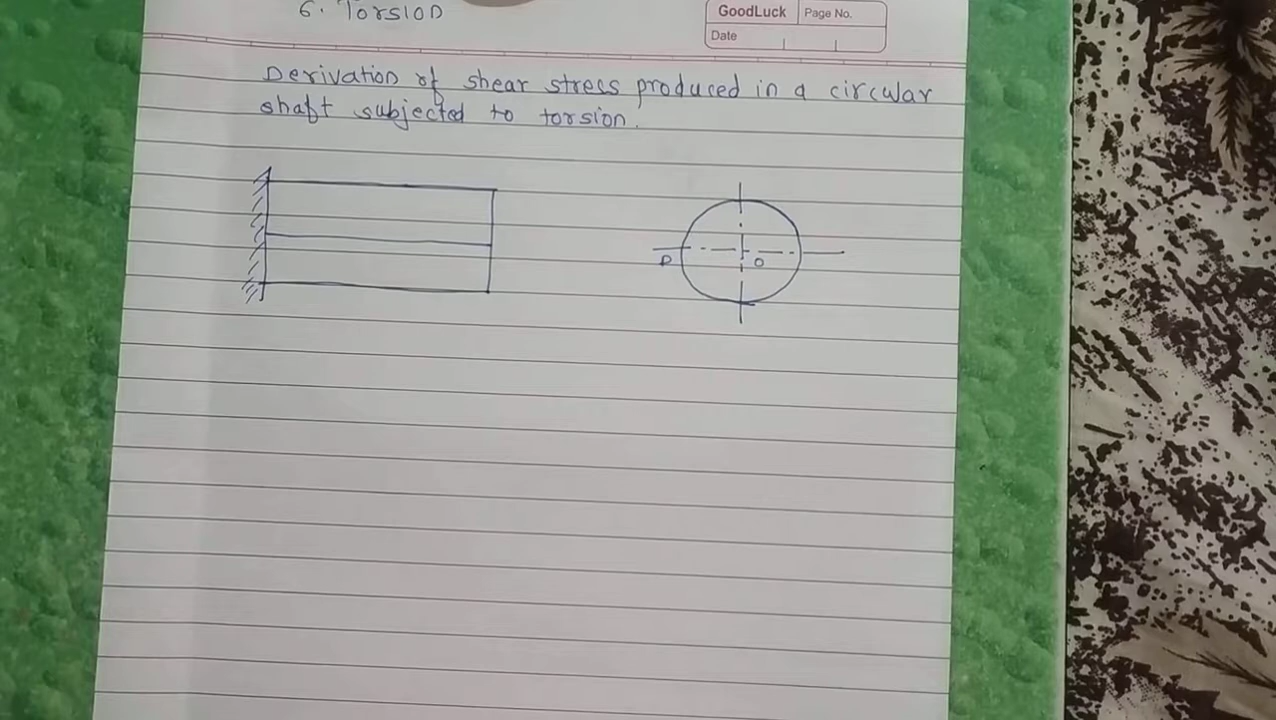 6. Torsion
GoodLuck Page No.
Date
Derivation of shear stress produced in a circular
shaft subjected to torsion.
D
O